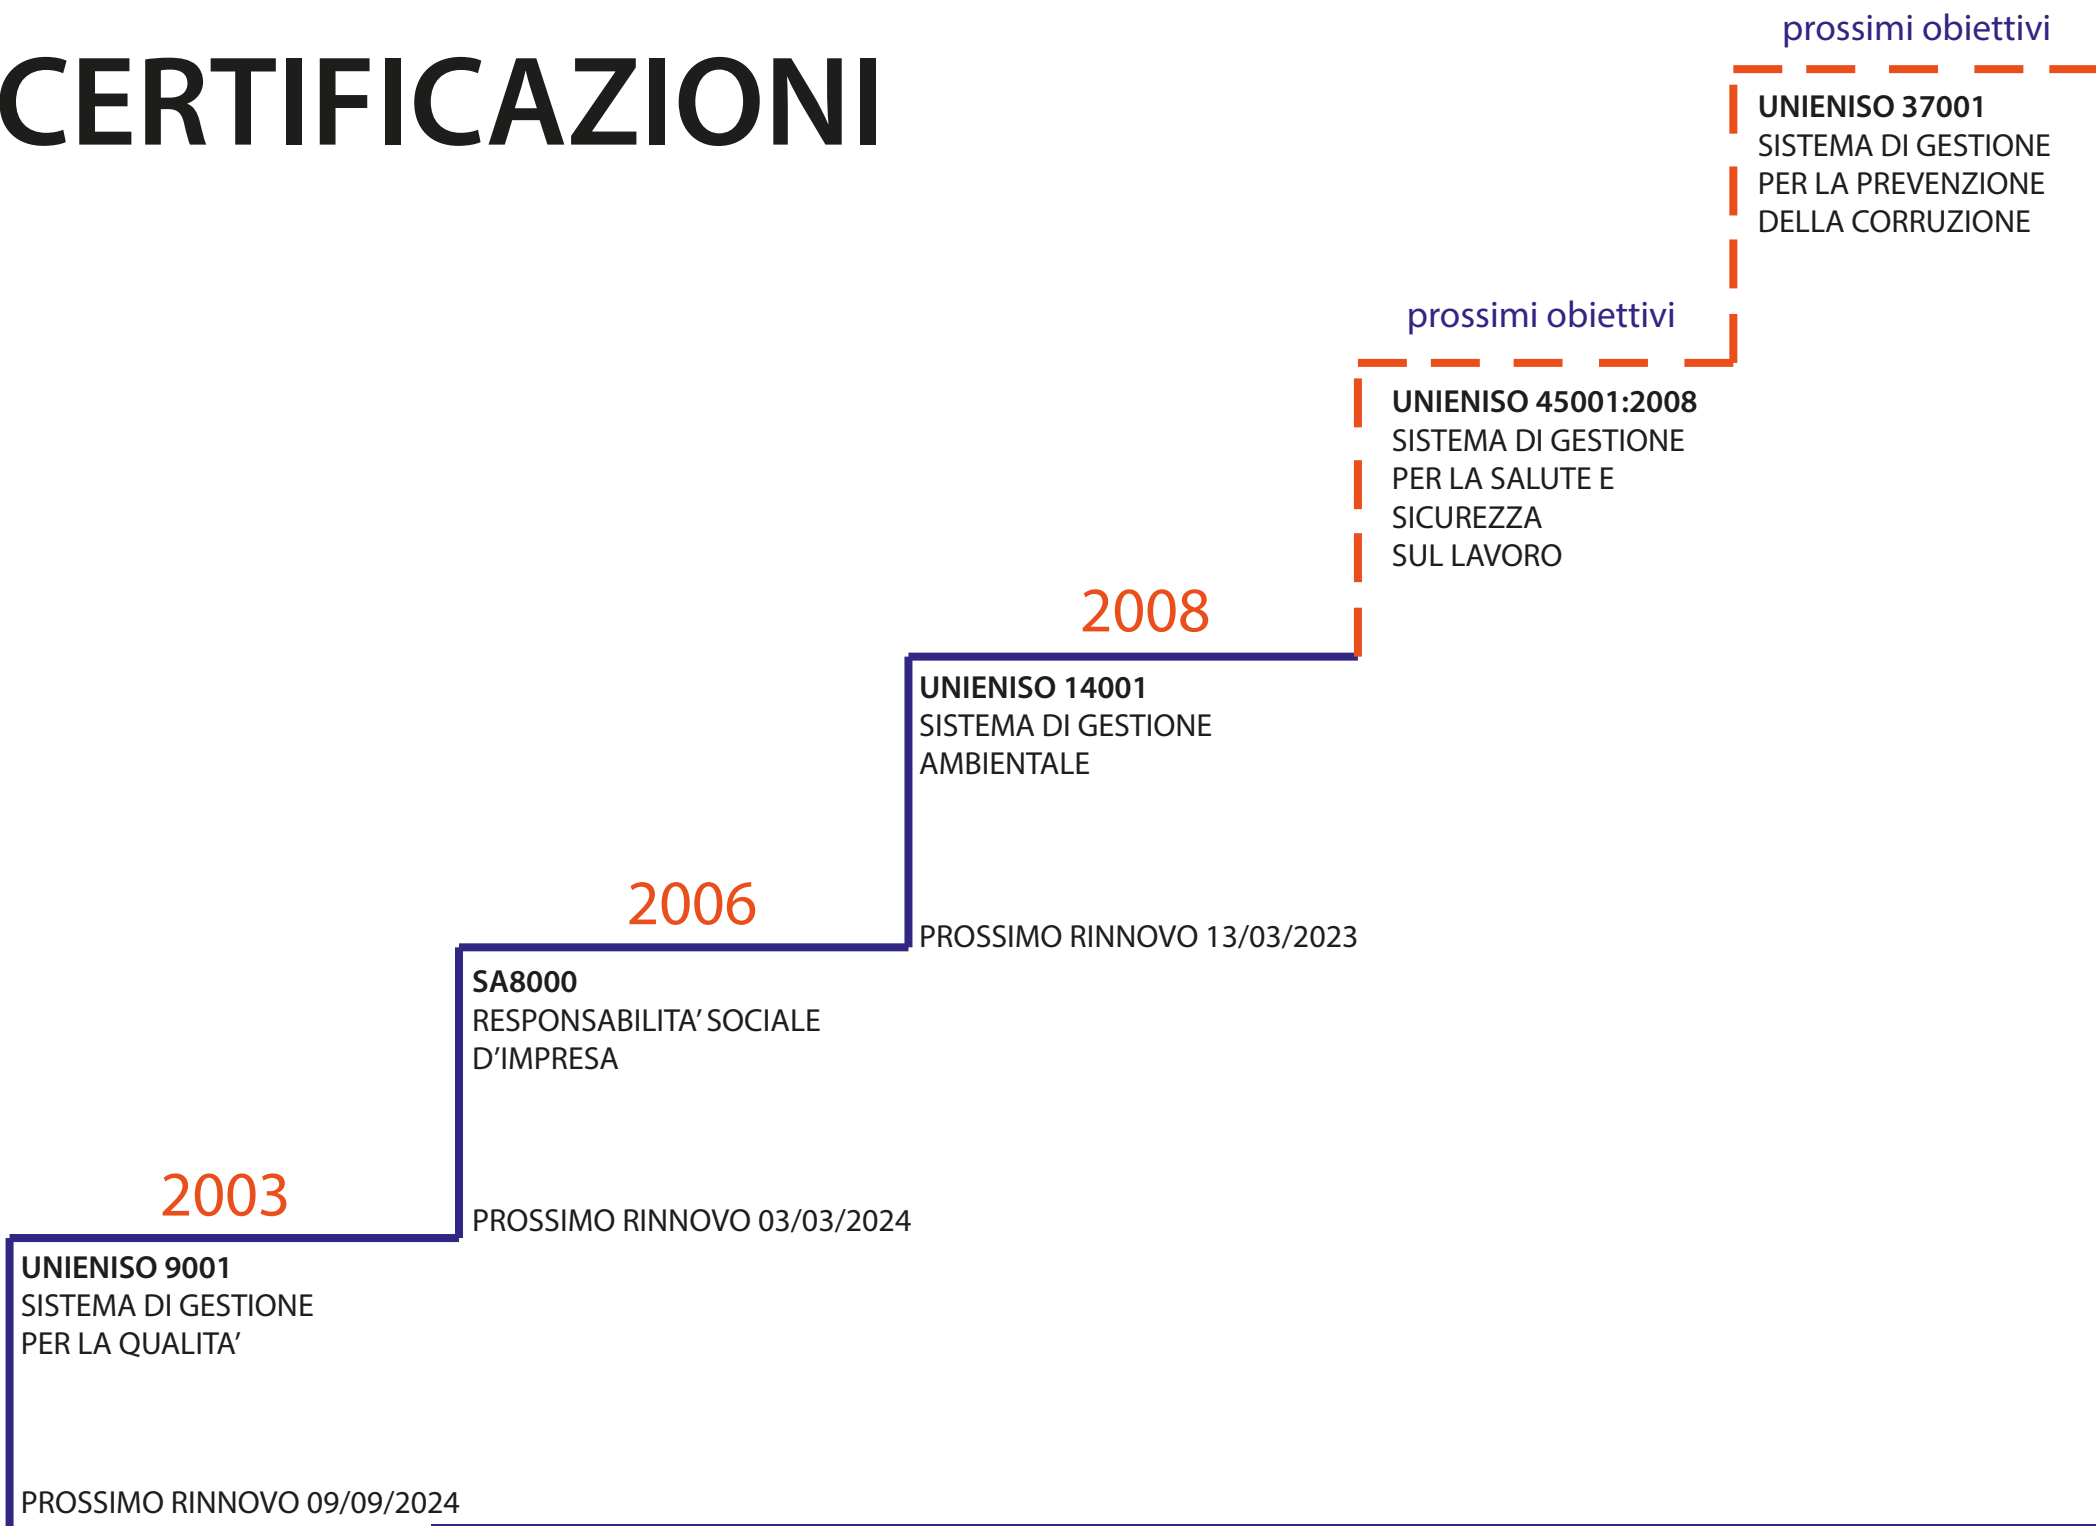 CERTIFICAZIONI
prossimi obiettivi
UNIENISO 37001
SISTEMA DI GESTIONE
PER LA PREVENZIONE
DELLA CORRUZIONE
prossimi obiettivi
UNIENISO 45001:2008
SISTEMA DI GESTIONE
PER LA SALUTE E
SICUREZZA
SUL LAVORO
2008
UNIENISO 14001
SISTEMA DI GESTIONE
AMBIENTALE
PROSSIMO RINNOVO 13/03/2023
2006
SA8000
RESPONSABILITA’ SOCIALE
D’IMPRESA
PROSSIMO RINNOVO 03/03/2024
2003
UNIENISO 9001
SISTEMA DI GESTIONE
PER LA QUALITA’
PROSSIMO RINNOVO 09/09/2024